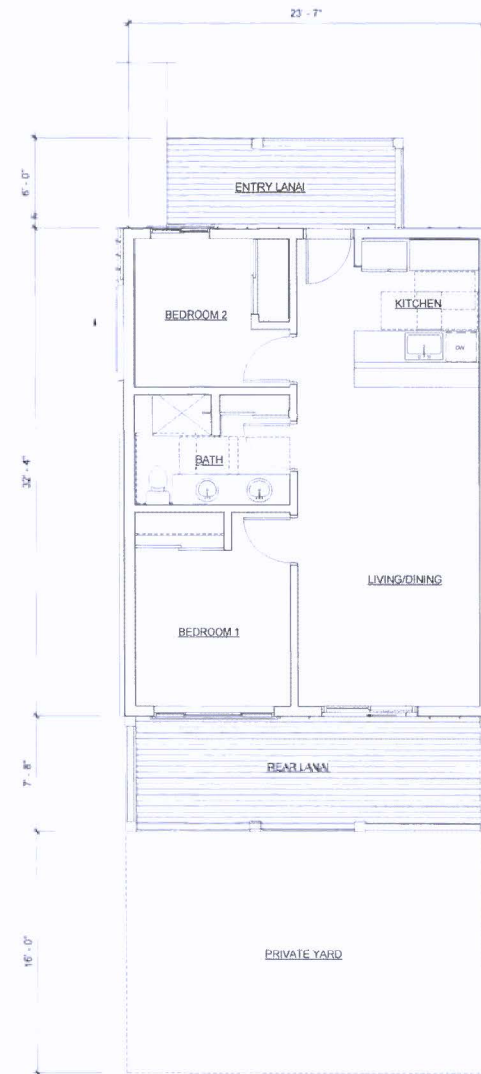 23' - 7"
6' - 0"
ENTRY LANAI
BEDROOM 2
KITCHEN
DW
32' - 4"
BATH
LIVING/DINING
BEDROOM 1
7' - 8"
REAR LANAI
16' - 0"
PRIVATE YARD